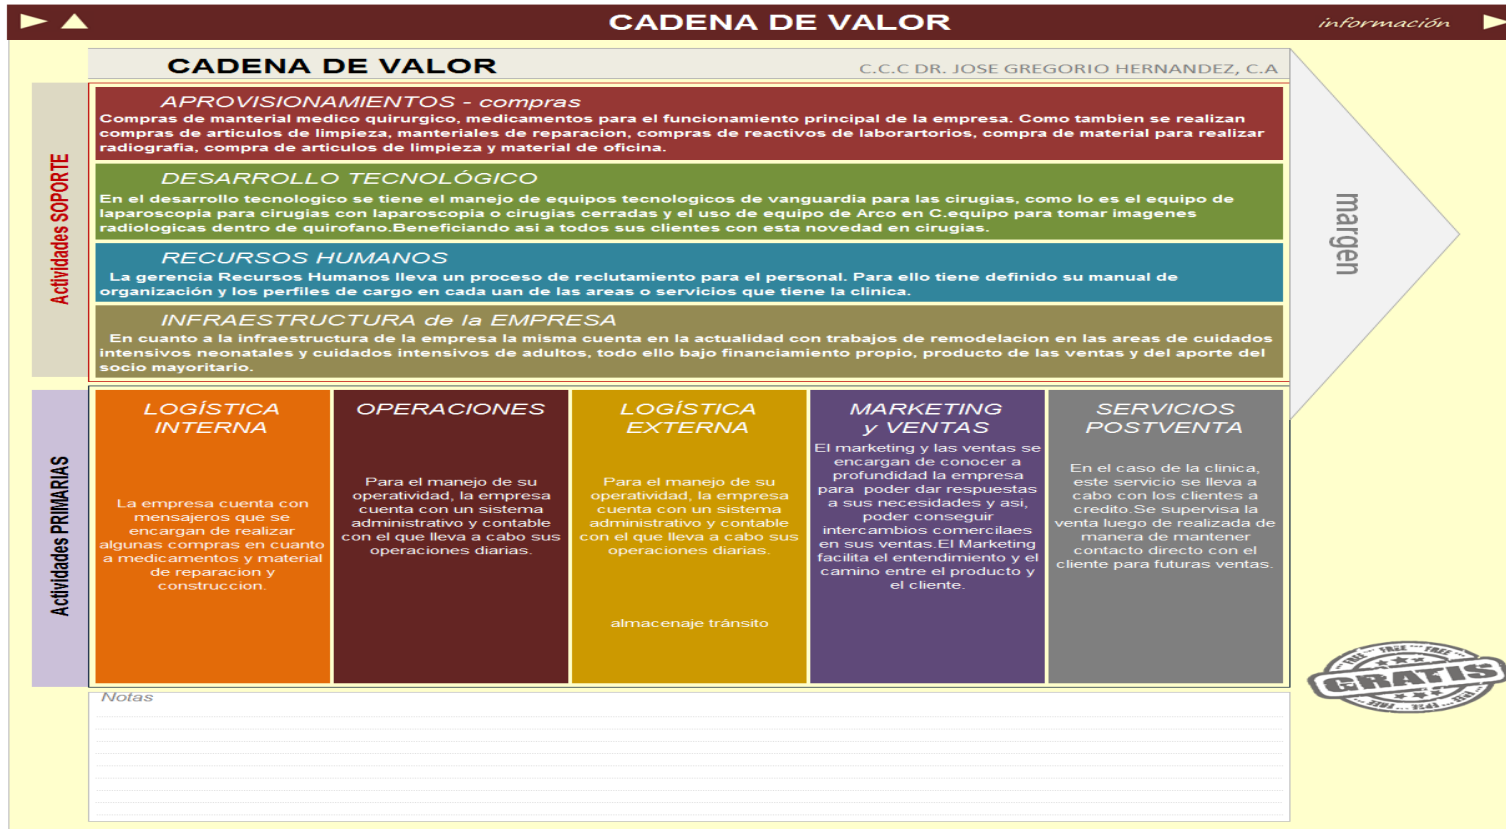 CADENA DE VALOR
información
CADENA DE VALOR
C.C.C DR. JOSE GREGORIO HERNANDEZ, C.A
Actividades SOPORTE
APROVISIONAMIENTOS - compras
Compras de manterial medico quirurgico, medicamentos para el funcionamiento principal de la empresa. Como tambien se realizan
compras de articulos de limpieza, manteriales de reparacion, compras de reactivos de laborartorios, compra de material para realizar
radiografia, compra de articulos de limpieza y material de oficina.
DESARROLLO TECNOLÓGICO
En el desarrollo tecnologico se tiene el manejo de equipos tecnologicos de vanguardia para las cirugias, como lo es el equipo de
laparoscopia para cirugias con laparoscopia o cirugias cerradas y el uso de equipo de Arco en C.equipo para tomar imagenes
radiologicas dentro de quirofano.Beneficiando asi a todos sus clientes con esta novedad en cirugias.
RECURSOS HUMANOS
La gerencia Recursos Humanos lleva un proceso de reclutamiento para el personal. Para ello tiene definido su manual de
organización y los perfiles de cargo en cada uan de las areas o servicios que tiene la clinica.
INFRAESTRUCTURA de la EMPRESA
En cuanto a la infraestructura de la empresa la misma cuenta en la actualidad con trabajos de remodelacion en las areas de cuidados
intensivos neonatales y cuidados intensivos de adultos, todo ello bajo financiamiento propio, producto de las ventas y del aporte del
socio mayoritario.
margen
Actividades PRIMARIAS
LOGÍSTICA
INTERNA
La empresa cuenta con
mensajeros que se
encargan de realizar
algunas compras en cuanto
a medicamentos y material
de reparacion y
construccion.
OPERACIONES
Para el manejo de su
operatividad, la empresa
cuenta con un sistema
administrativo y contable
con el que lleva a cabo sus
operaciones diarias.
LOGÍSTICA
EXTERNA
Para el manejo de su
operatividad, la empresa
cuenta con un sistema
administrativo y contable
con el que lleva a cabo sus
operaciones diarias.
almacenaje tránsito
MARKETING
y VENTAS
El marketing y las ventas se
encargan de conocer a
profundidad la empresa
para poder dar respuestas
a sus necesidades y asi,
poder conseguir
intercambios comercilaes
en sus ventas.El Marketing
facilita el entendimiento y el
camino entre el producto y
el cliente.
SERVICIOS
POSTVENTA
En el caso de la clinica,
este servicio se lleva a
cabo con los clientes a
credito.Se supervisa la
venta luego de realizada de
manera de mantener
contacto directo con el
cliente para futuras ventas.
FREE ... FREE ... FREE
GRATIS
FREE ... FREE ... FREE
Notas